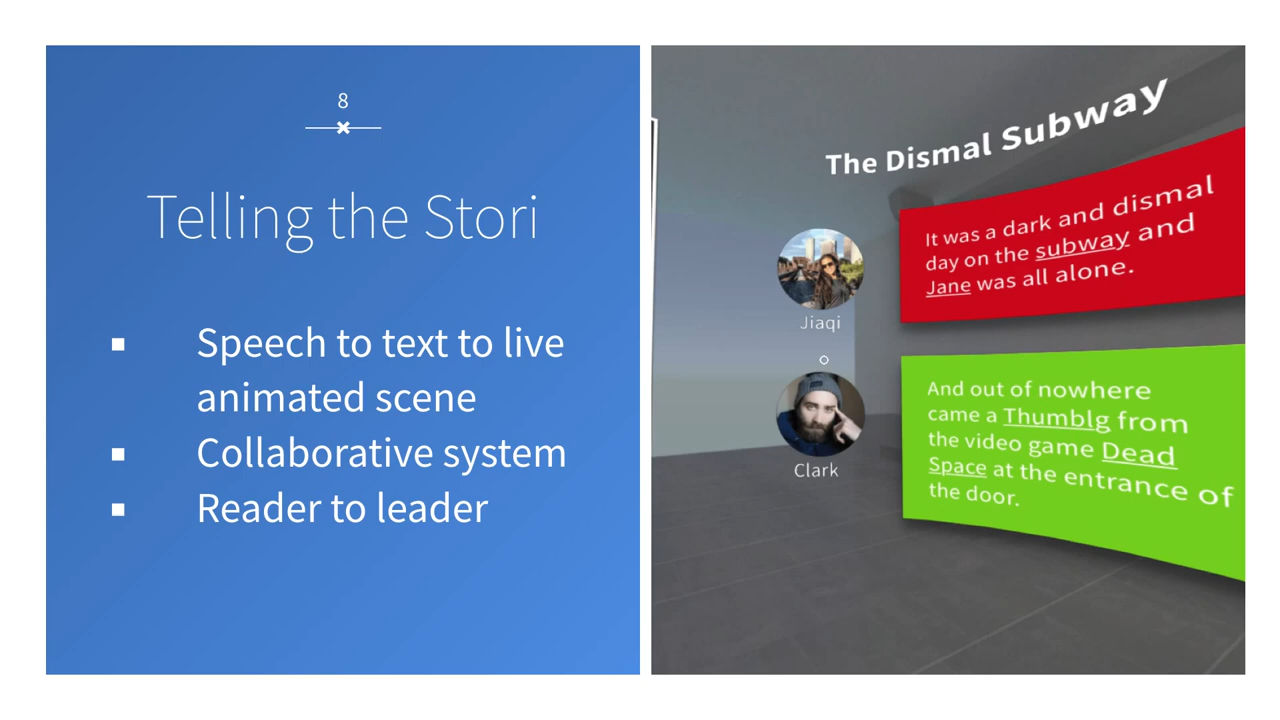 8
Telling the Stori
▪ Speech to text to live
animated scene
▪ Collaborative system
▪ Reader to leader
The Dismal Subway
It was a dark and dismal
day on the subway and
Jane was all alone.
Jiaqi
And out of nowhere
came a Thumblg from
the video game Dead
Space at the entrance of
the door.
Clark